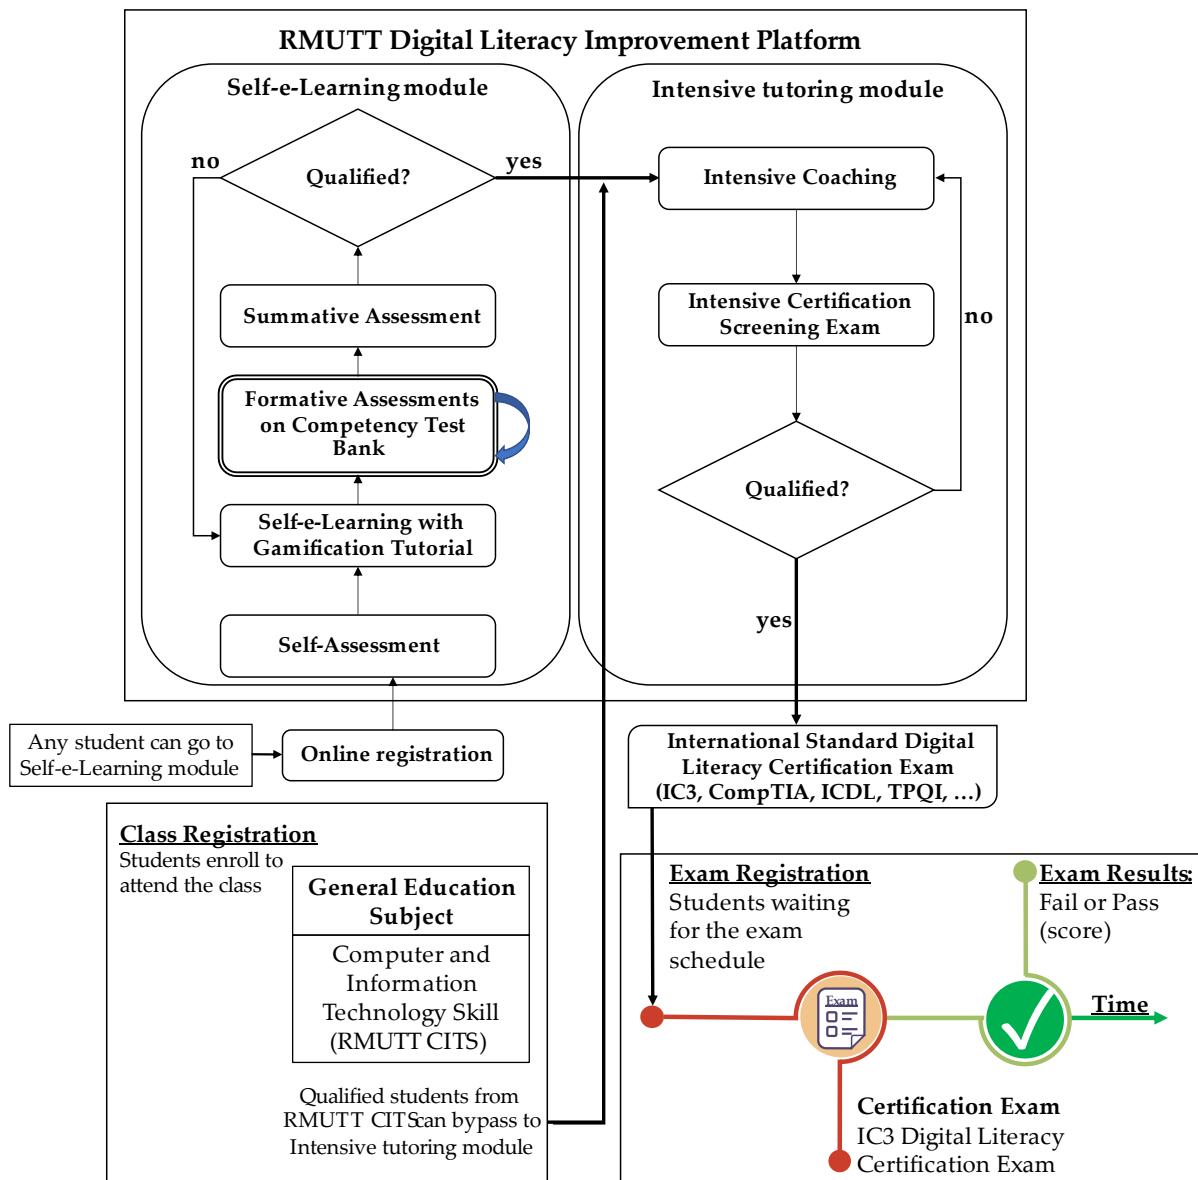 RMUTT Digital Literacy Improvement Platform
Self-e-Learning module
no
yes
Qualified?
Summative Assessment
Formative Assessments
on Competency Test
Bank
Self-e-Learning with
Gamification Tutorial
Self-Assessment
Intensive tutoring module
Intensive Coaching
Intensive Certification
Screening Exam
no
Qualified?
yes
Any student can go to
Self-e-Learning module
Online registration
International Standard Digital
Literacy Certification Exam
(IC3, CompTIA, ICDL, TPQI, ...)
Class Registration
Students enroll to
attend the class
General Education
Subject
Computer and
Information
Technology Skill
(RMUTT CITS)
Qualified students from
RMUTT CITS can bypass to
Intensive tutoring module
Exam Registration
Students waiting
for the exam
schedule
Exam Results:
Fail or Pass
(score)
Exam
Time
Certification Exam
IC3 Digital Literacy
Certification Exam